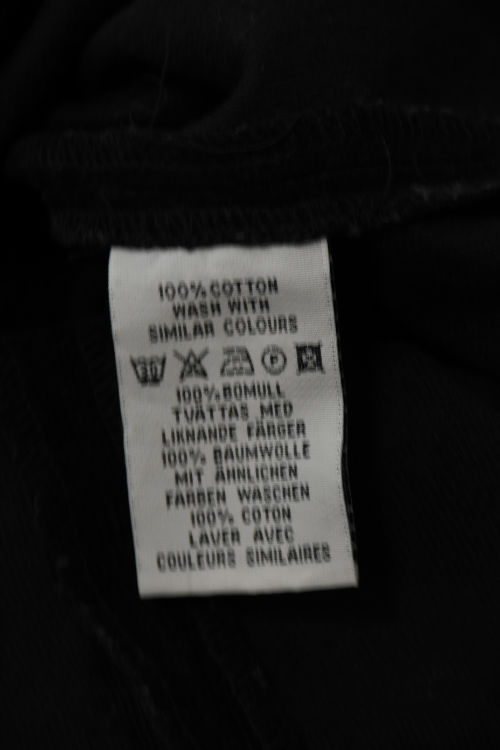 100% COTTON
WASH WITH
SIMILAR COLOURS
30 P
100% BOMULL
TVÄTTAS MED
LIKNANDE FÄRGER
100% BAUMWOLLE
MIT ÄHNLICHEN
FARBEN WASCHEN
100% COTON
LAVER AVEC
COULEURS SIMILAIRES